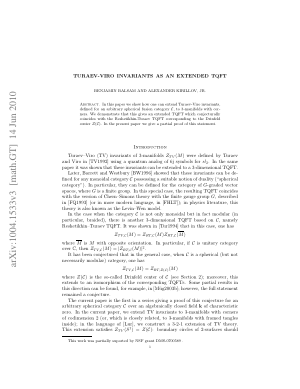 arXiv:1004.1533v3 [math.GT] 14 Jun 2010
TURAEV-VIRO INVARIANTS AS AN EXTENDED TQFT
BENJAMIN BALSAM AND ALEXANDER KIRILLOV, JR.
Abstract. In this paper we show how one can extend Turaev-Viro invariants,
defined for an arbitrary spherical fusion category C, to 3-manifolds with cor-
ners. We demonstrate that this gives an extended TQFT which conjecturally
coincides with the Reshetikhin-Turaev TQFT corresponding to the Drinfeld
center Z(C). In the present paper we give a partial proof of this statement.
Introduction
Turaev-Viro (TV) invariants of 3-manifolds Z_TV(M) were defined by Turaev
and Viro in [TV1992] using a quantum analog of 6j symbols for sl₂. In the same
paper it was shown that these invariants can be extended to a 3-dimensional TQFT.
Later, Barrett and Westbury [BW1996] showed that these invariants can be de-
fined for any monoidal category C possessing a suitable notion of duality ("spherical
category"). In particular, they can be defined for the category of G-graded vector
spaces, where G is a finite group. In this special case, the resulting TQFT coincides
with the version of Chern-Simons theory with the finite gauge group G, described
in [FQ1993] (or in more modern language, in [FHLT]); in physics literature, this
theory is also known as the Levin-Wen model.
In the case when the category C is not only monoidal but in fact modular (in
particular, braided), there is another 3-dimensional TQFT based on C, namely
Reshetikhin-Turaev TQFT. It was shown in [Tur1994] that in this case, one has
where M̅ is M with opposite orientation. In particular, if C is unitary category
over ℂ, then
It has been conjectured that in the general case, when C is a spherical (but not
necessarily modular) category, one has
Z_TV,C(M) = Z_RT,Z(C)(M)
where Z(C) is the so-called Drinfeld center of C (see Section 2); moreover, this
extends to an isomorphism of the corresponding TQFTs. Some partial results in
this direction can be found, for example, in [Müg2003b]; however, the full statement
remained a conjecture.
The current paper is the first in a series giving a proof of this conjecture for an
arbitrary spherical category C over an algebraically closed field k of characteristic
zero. In the current paper, we extend TV invariants to 3-manifolds with corners
of codimension 2 (or, which is closely related, to 3-manifolds with framed tangles
inside); in the language of [Lur], we construct a 3-2-1 extension of TV theory.
This extension satisfies Z_TV(S¹) = Z(C) boundary circles of 2-surfaces should
This work was partially supported by NSF grant
1